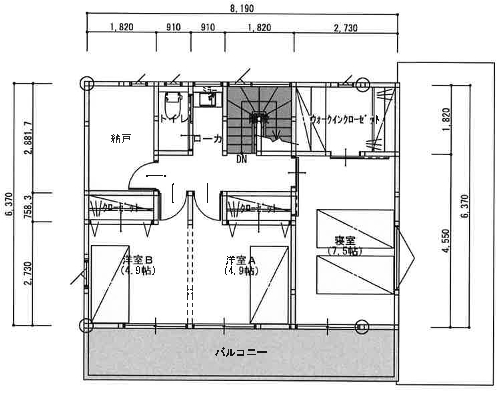 8,190
1,820
910
910
1,820
2,730
トイレ
ウォークインクローゼット
納戸
ローカ
DN
クローゼット
クローゼット
寝室
(7.5帖)
洋室B
(4.9帖)
洋室A
(4.9帖)
バルコニー
6,370
2,881.7
758.3
2,730
1,820
4,550
6,370